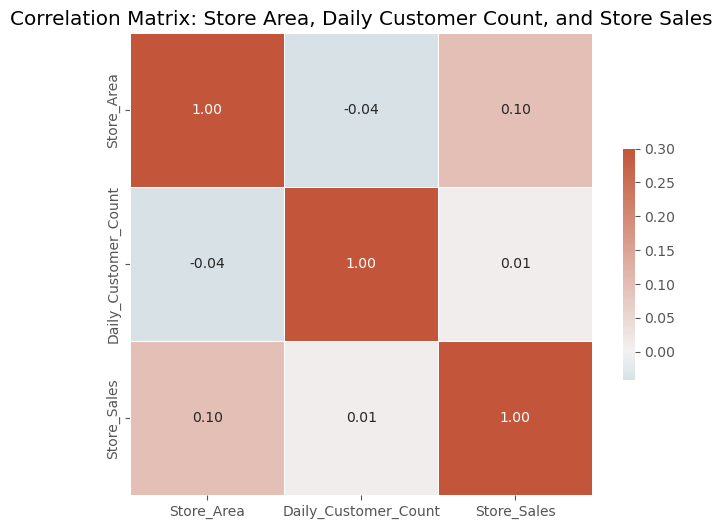 Correlation Matrix: Store Area, Daily Customer Count, and Store Sales
Store_Area
1.00
-0.04
0.10
Daily_Customer_Count
-0.04
1.00
0.01
Store_Sales
0.10
0.01
1.00
Store_Area
Daily_Customer_Count
Store_Sales
0.30
0.25
0.20
0.15
0.10
0.05
0.00